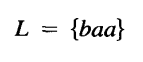 L = {baa}